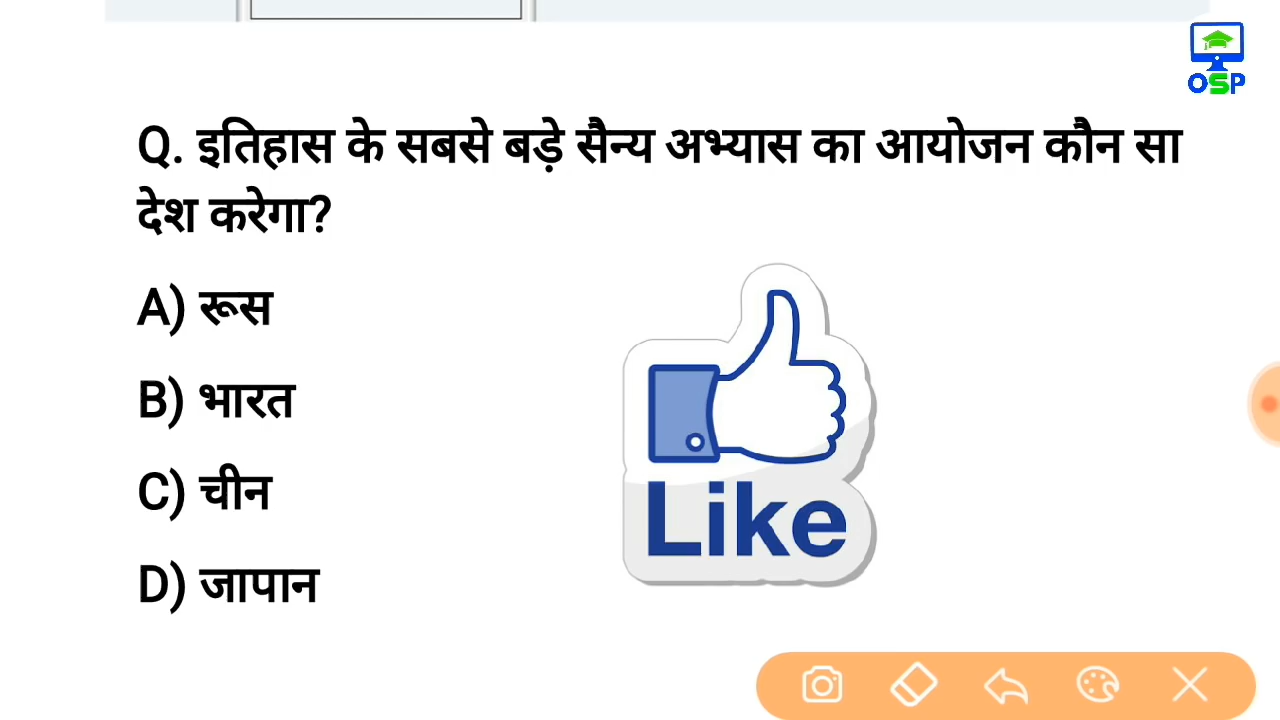 OSP
Q. इतिहास के सबसे बड़े सैन्य अभ्यास का आयोजन कौन सा
देश करेगा?
A) रूस
B) भारत
C) चीन
D) जापान
Like